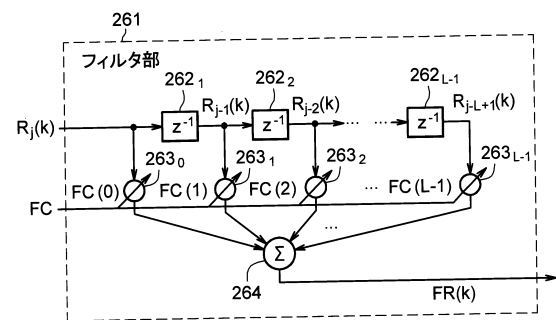 261
フィルタ部
262₁ 262₂ 262L-1
Rj(k) z⁻¹ Rj-1(k) z⁻¹ Rj-2(k) ... ... z⁻¹ Rj-L+1(k)
263₀ 263₁ 263₂ 263L-1
FC FC(0) FC(1) FC(2) ... FC(L-1)
...
Σ
264
FR(k)